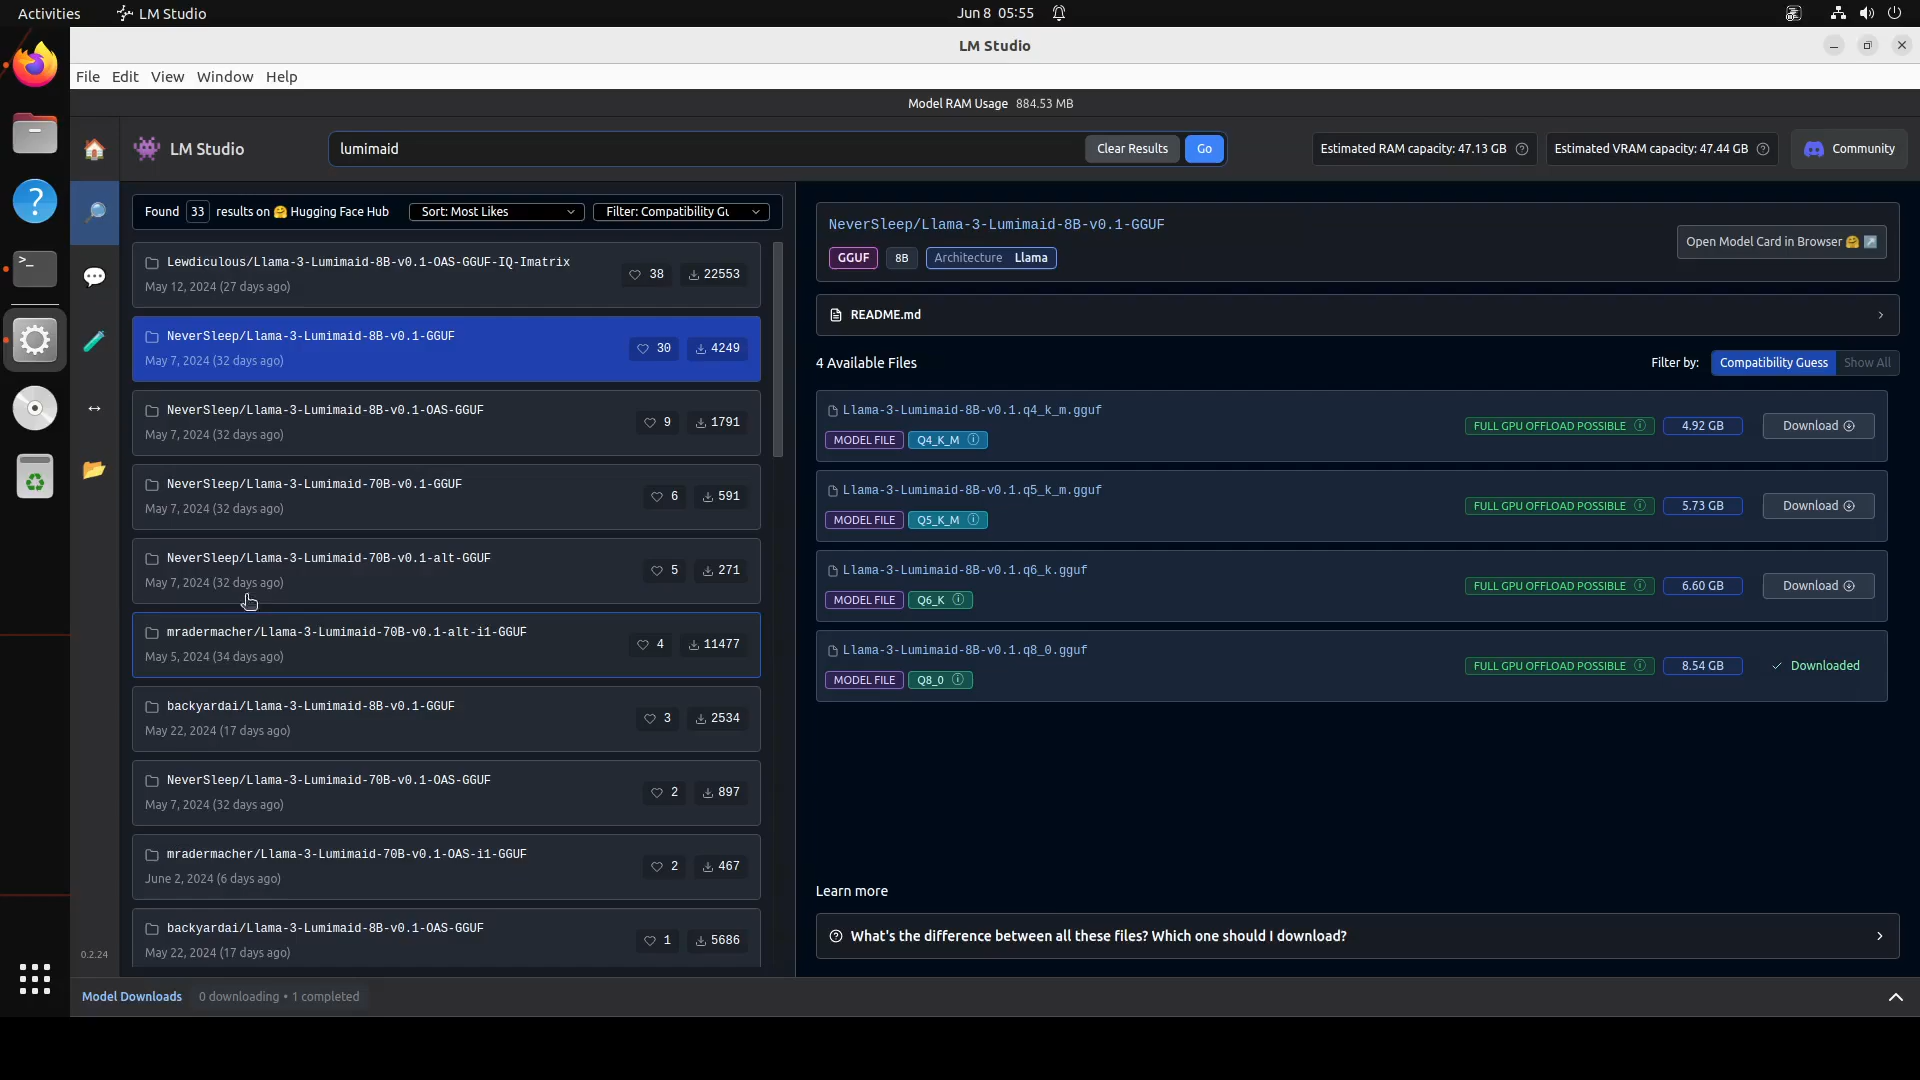 Activities LM Studio Jun 8 05:55
LM Studio
File Edit View Window Help
Model RAM Usage 884.53 MB
LM Studio lumimaid Clear Results Go Estimated RAM capacity: 47.13 GB Estimated VRAM capacity: 47.44 GB Community
Found 33 results on 🤗 Hugging Face Hub Sort: Most Likes Filter: Compatibility Gu
Lewdiculous/Llama-3-Lumimaid-8B-v0.1-OAS-GGUF-IQ-Imatrix
May 12, 2024 (27 days ago) 38 22553
NeverSleep/Llama-3-Lumimaid-8B-v0.1-GGUF
May 7, 2024 (32 days ago) 30 4249
NeverSleep/Llama-3-Lumimaid-8B-v0.1-OAS-GGUF
May 7, 2024 (32 days ago) 9 1791
NeverSleep/Llama-3-Lumimaid-70B-v0.1-GGUF
May 7, 2024 (32 days ago) 6 591
NeverSleep/Llama-3-Lumimaid-70B-v0.1-alt-GGUF
May 7, 2024 (32 days ago) 5 271
mradermacher/Llama-3-Lumimaid-70B-v0.1-alt-i1-GGUF
May 5, 2024 (34 days ago) 4 11477
backyardai/Llama-3-Lumimaid-8B-v0.1-GGUF
May 22, 2024 (17 days ago) 3 2534
NeverSleep/Llama-3-Lumimaid-70B-v0.1-OAS-GGUF
May 7, 2024 (32 days ago) 2 897
mradermacher/Llama-3-Lumimaid-70B-v0.1-OAS-i1-GGUF
June 2, 2024 (6 days ago) 2 467
backyardai/Llama-3-Lumimaid-8B-v0.1-OAS-GGUF
May 22, 2024 (17 days ago) 1 5686
0.2.24
NeverSleep/Llama-3-Lumimaid-8B-v0.1-GGUF
GGUF 8B Architecture Llama Open Model Card in Browser 🤗 ↗️
README.md
4 Available Files Filter by: Compatibility Guess Show All
Llama-3-Lumimaid-8B-v0.1.q4_k_m.gguf
MODEL FILE Q4_K_M FULL GPU OFFLOAD POSSIBLE 4.92 GB Download
Llama-3-Lumimaid-8B-v0.1.q5_k_m.gguf
MODEL FILE Q5_K_M FULL GPU OFFLOAD POSSIBLE 5.73 GB Download
Llama-3-Lumimaid-8B-v0.1.q6_k.gguf
MODEL FILE Q6_K FULL GPU OFFLOAD POSSIBLE 6.60 GB Download
Llama-3-Lumimaid-8B-v0.1.q8_0.gguf
MODEL FILE Q8_0 FULL GPU OFFLOAD POSSIBLE 8.54 GB Downloaded
Learn more
What's the difference between all these files? Which one should I download?
Model Downloads 0 downloading • 1 completed